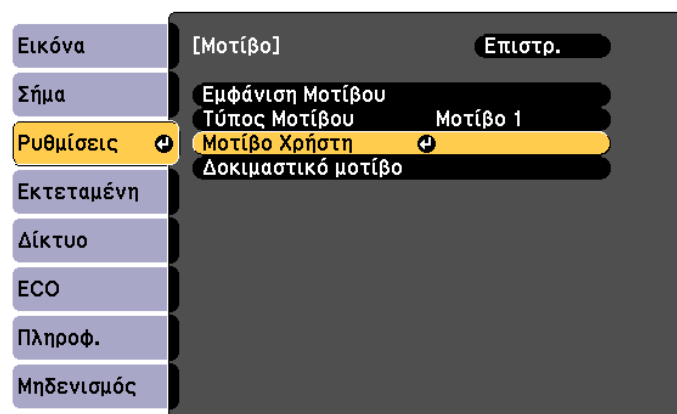 Εικόνα
Σήμα
Ρυθμίσεις
Εκτεταμένη
Δίκτυο
ECO
Πληροφ.
Μηδενισμός
[Μοτίβο] Επιστρ.
Εμφάνιση Μοτίβου
Τύπος Μοτίβου Μοτίβο 1
Μοτίβο Χρήστη
Δοκιμαστικό μοτίβο